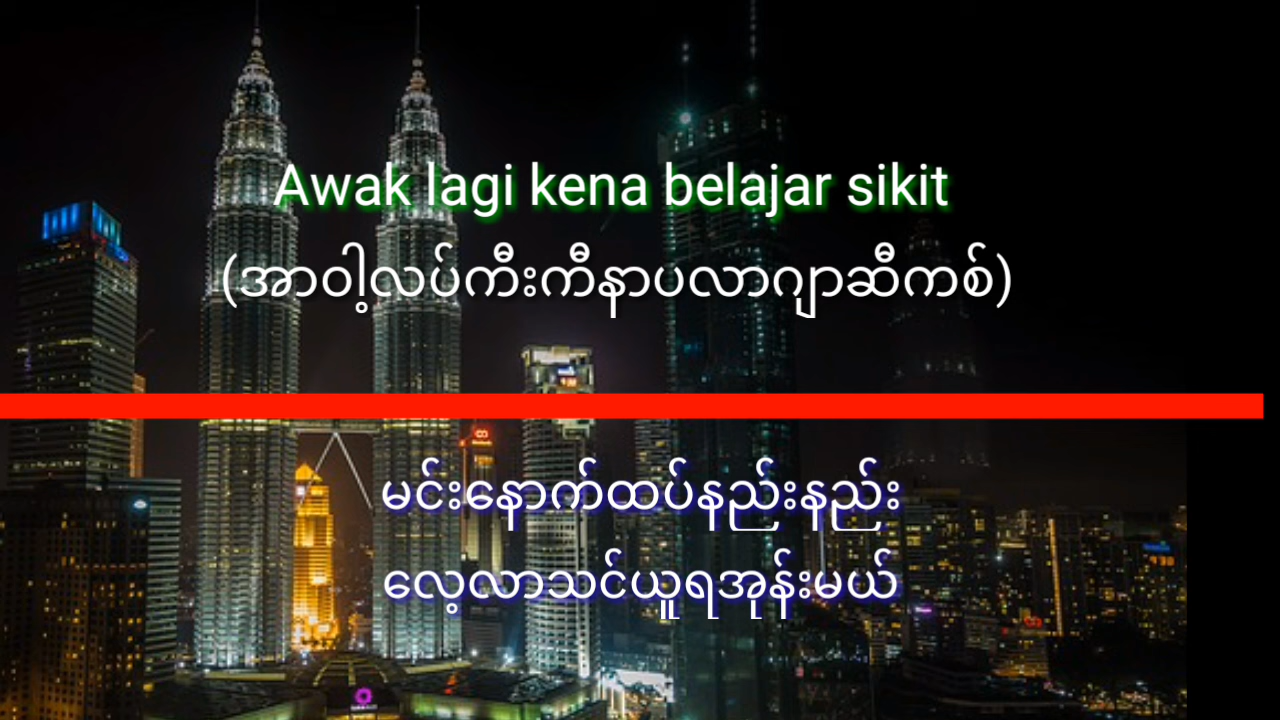 Awak lagi kena belajar sikit
(အာဝါ့လပ်ကီးကီနာပလာဂျာဆီကစ်)
မင်းနောက်ထပ်နည်းနည်း
လေ့လာသင်ယူရအုန်းမယ်